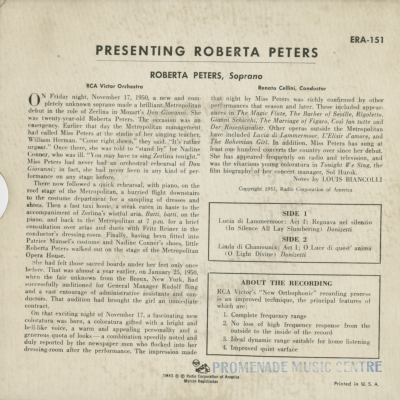 ERA-151
PRESENTING ROBERTA PETERS
ROBERTA PETERS, Soprano
RCA Victor Orchestra
Renato Cellini, Conductor
ON Friday night, November 17, 1950, a new and com-
pletely unknown soprano made a brilliant Metropolitan
debut in the role of Zerlina in Mozart's Don Giovanni. She
was twenty-year-old Roberta Peters. The occasion was an
emergency. Earlier that day the Metropolitan management
had called Miss Peters at the studio of her singing teacher,
William Herman. "Come right down," they said. "It's rather
urgent." Once there, she was told to "stand by" for Nadine
Conner, who was ill. "You may have to sing Zerlina tonight."
Miss Peters had never had an orchestral rehearsal of Don
Giovanni; in fact, she had never been in any kind of per-
formance on any stage before.
There now followed a quick rehearsal, with piano, on the
roof stage of the Metropolitan, a hurried flight downstairs
to the costume department for a sampling of dresses and
shoes. Then a fast taxi home, a steak eaten in haste to the
accompaniment of Zerlina's wistful aria, Batti, batti, on the
piano, and back to the Metropolitan at 7 p.m. for a brief
consultation over arias and duets with Fritz Reiner in the
conductor's dressing room. Finally, having been fitted into
Patrice Munsel's costume and Nadine Conner's shoes, little
Roberta Peters walked out on the stage of the Metropolitan
Opera House.
She had felt those sacred boards under her feet only once
before. That was almost a year earlier, on January 25, 1950,
when the fair unknown from the Bronx, New York, had
successfully auditioned for General Manager Rudolf Bing
and a vast entourage of administrative assistants and con-
ductors. That audition had brought the girl an immediate
contract.
On that exciting night of November 17, a fascinating new
coloratura was born, a coloratura gifted with a bright and
bell-like voice, a warm and appealing personality and a
generous quota of looks—a combination speedily noted and
duly reported by the newspaper men who flocked into her
dressing-room after the performance. The impression made
that night by Miss Peters was richly confirmed by other
performances that season and later. These included appear-
ances in The Magic Flute, The Barber of Seville, Rigoletto,
Gianni Schicchi, The Marriage of Figaro, Così fan tutte and
Der Rosenkavalier. Other operas outside the Metropolitan
have included Lucia di Lammermoor, L'Elisir d'amore, and
The Bohemian Girl. In addition, Miss Peters has sung at
least one hundred concerts the country over since her debut.
She has appeared frequently on radio and television, and
was the vivacious young coloratura in Tonight We Sing, the
film biography of her concert manager, Sol Hurok.
Notes by LOUIS BIANCOLLI
Copyright 1953, Radio Corporation of America
SIDE 1
Lucia di Lammermoor: Act I; Regnava nel silenzio
(In Silence All Lay Slumbering) Donizetti
SIDE 2
Linda di Chamounix: Act I; O Luce di quest' anima
(O Light Divine) Donizetti
ABOUT THE RECORDING
RCA Victor's "New Orthophonic" recording process
is an improved technique, the principal features of
which are:
1. Complete frequency range
2. No loss of high frequency response from the
outside to the inside of the record
3. Ideal dynamic range suitable for home listening
4. Improved quiet surface
PROMENADE MUSIC CENTRE
Radio Corporation of America
Marcas Registradas
Printed in U. S. A.